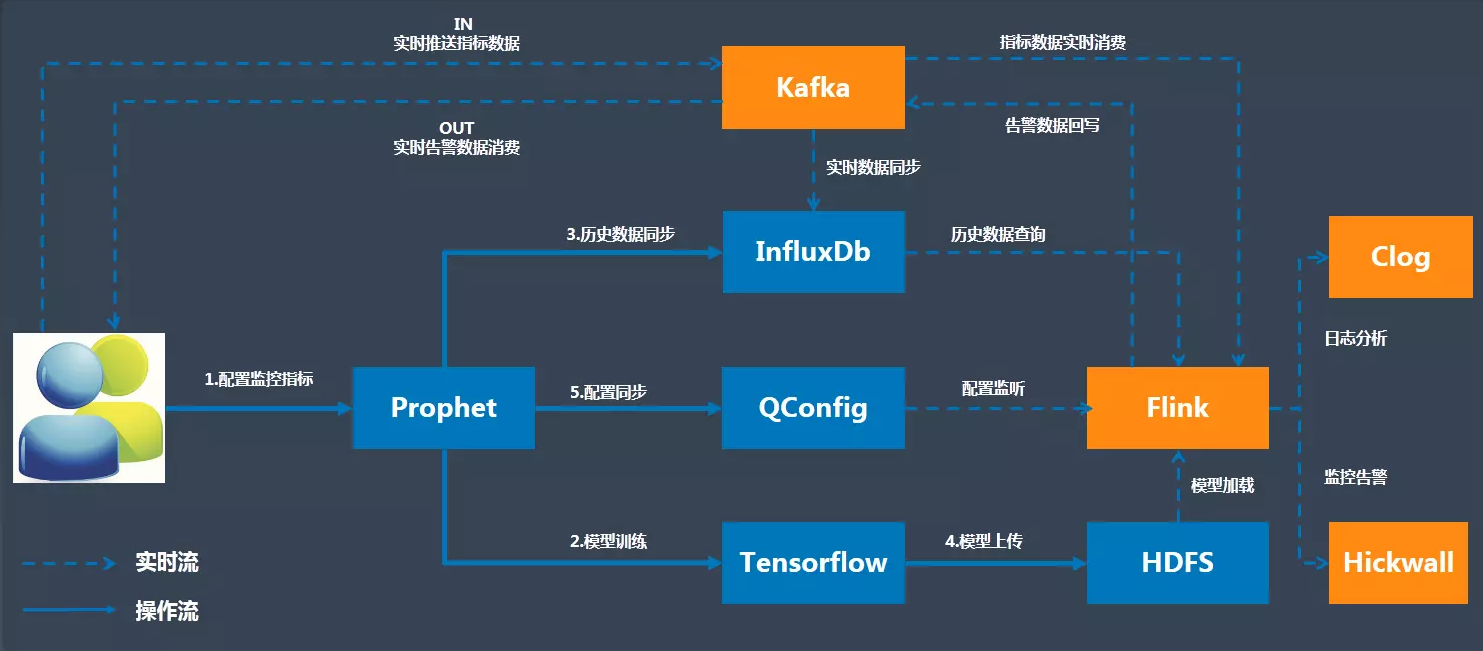 IN
实时推送指标数据
指标数据实时消费
Kafka
OUT
实时告警数据消费
告警数据回写
实时数据同步
3.历史数据同步
InfluxDb
历史数据查询
Clog
日志分析
1.配置监控指标
Prophet
5.配置同步
QConfig
配置监听
Flink
监控告警
模型加载
2.模型训练
Tensorflow
4.模型上传
HDFS
Hickwall
实时流
操作流